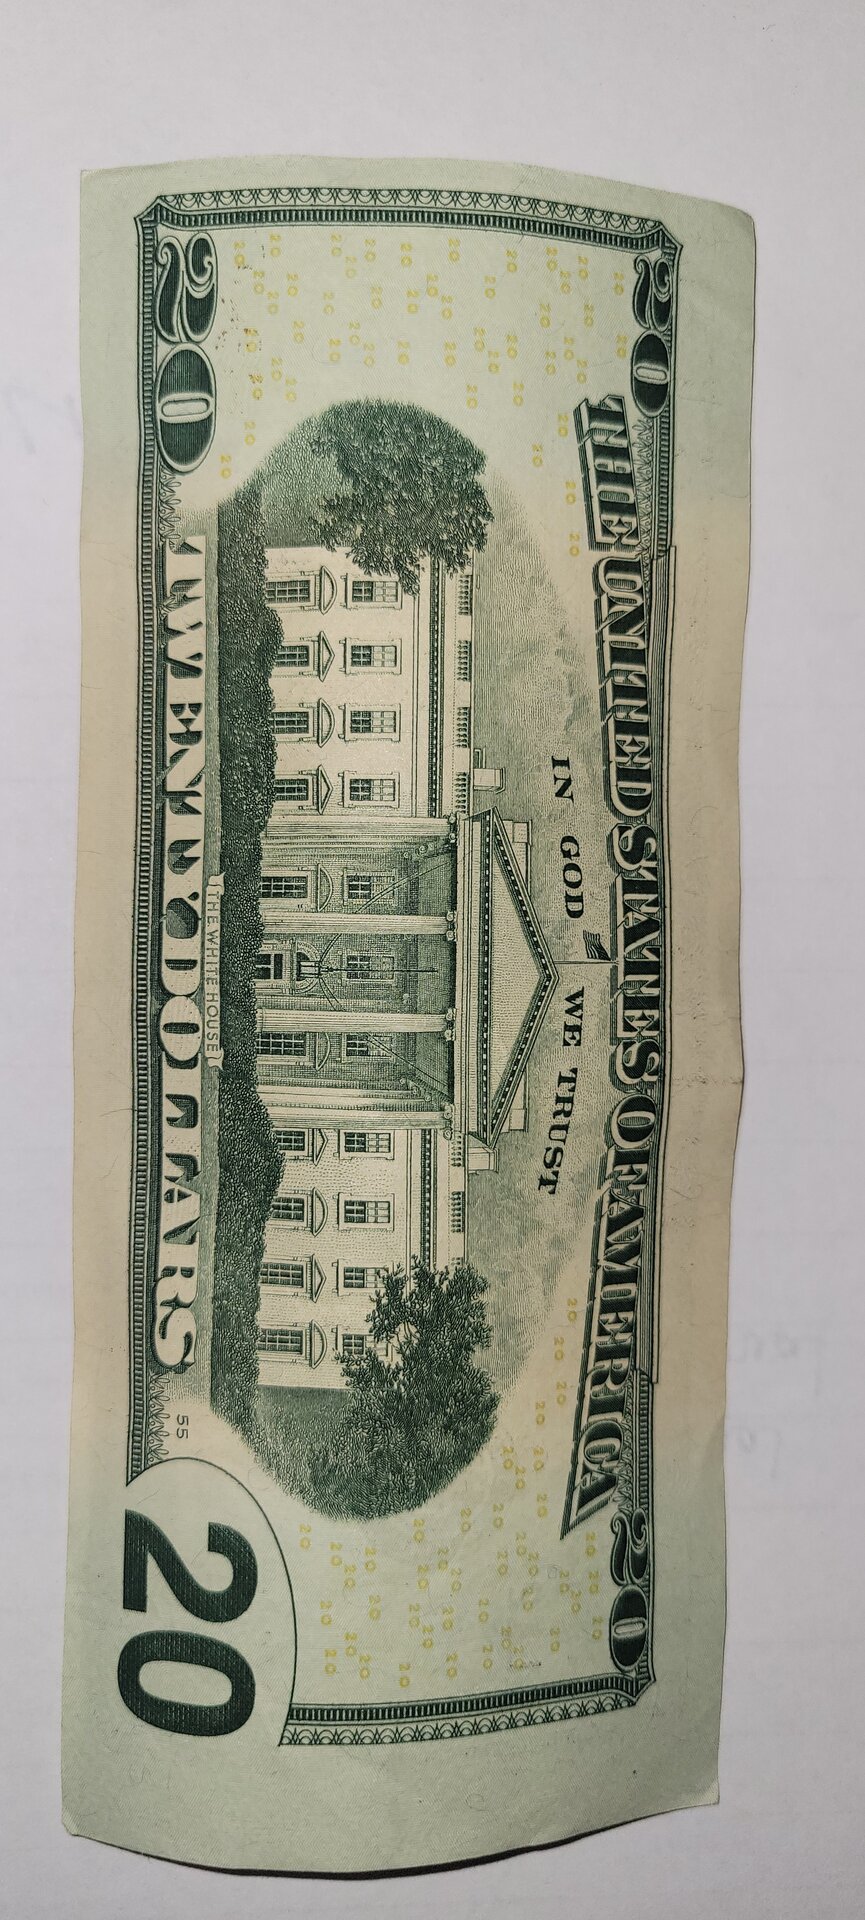 20 20
THE UNITED STATES OF AMERICA
IN GOD WE TRUST
THE WHITE HOUSE
20 TWENTY DOLLARS 55 20